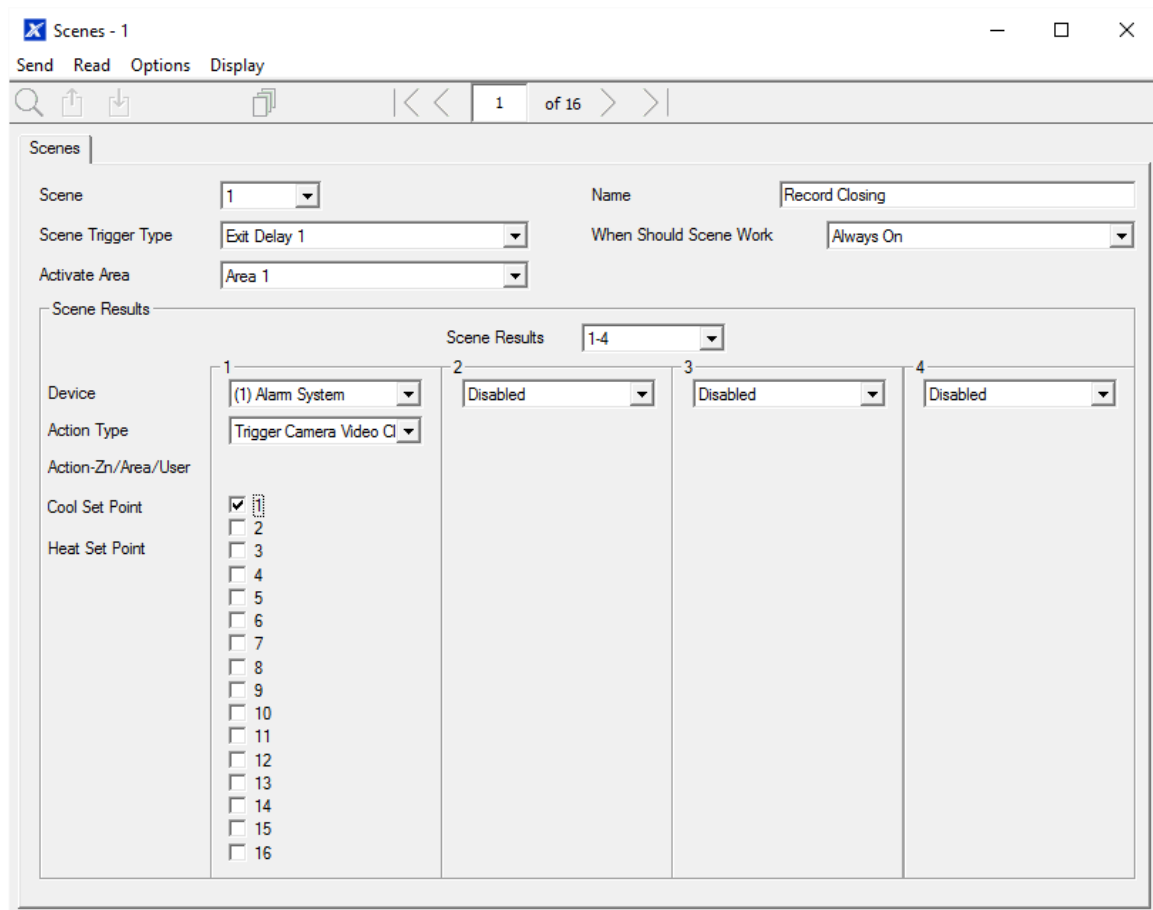 Scenes - 1
Send Read Options Display
1 of 16
Scenes
Scene 1 Name Record Closing
Scene Trigger Type Exit Delay 1 When Should Scene Work Always On
Activate Area Area 1
Scene Results
Scene Results 1-4
1 2 3 4
Device (1) Alarm System Disabled Disabled Disabled
Action Type Trigger Camera Video Cl
Action-Zn/Area/User
Cool Set Point 1
2
Heat Set Point 3
4
5
6
7
8
9
10
11
12
13
14
15
16